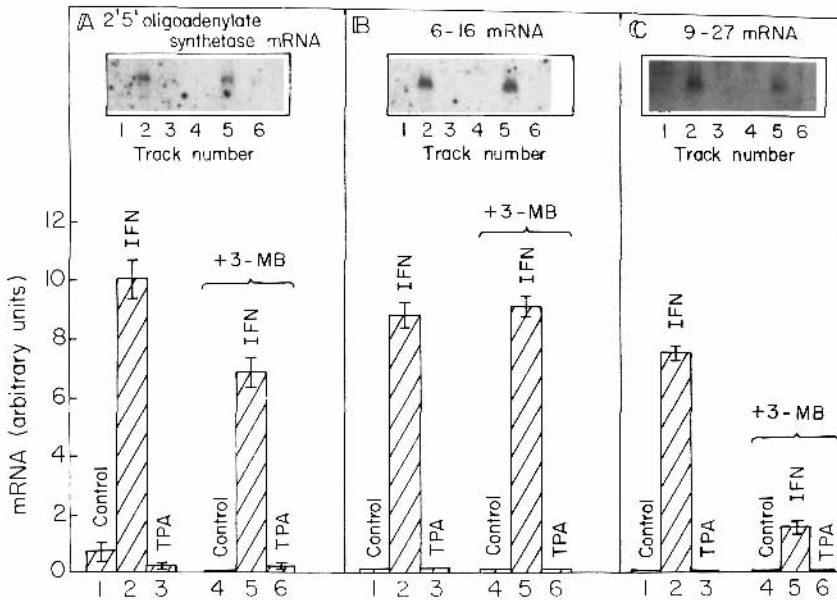 A 2'5' oligoadenylate
synthetase mRNA
1 2 3 4 5 6
Track number
B 6-16 mRNA
1 2 3 4 5 6
Track number
C 9-27 mRNA
1 2 3 4 5 6
Track number
mRNA (arbitrary units)
12
10
8
6
4
2
0
Control
IFN
TPA
+3-MB
Control
IFN
TPA
1 2 3 4 5 6
Control
IFN
TPA
+3-MB
Control
IFN
TPA
1 2 3 4 5 6
Control
IFN
TPA
+3-MB
Control
IFN
TPA
1 2 3 4 5 6